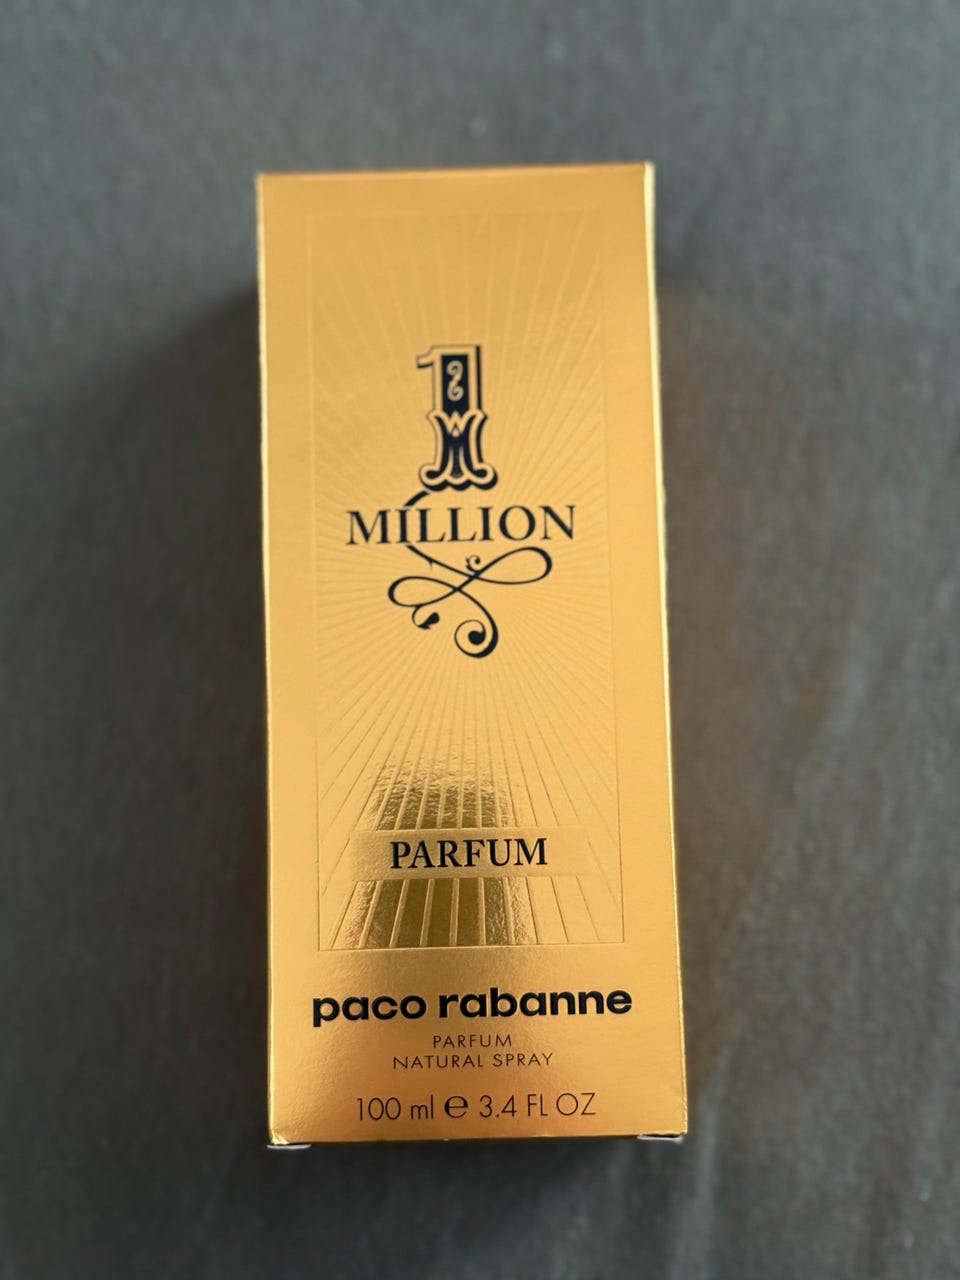 1
MILLION
PARFUM
paco rabanne
PARFUM
NATURAL SPRAY
100 ml ℮ 3.4 FL OZ